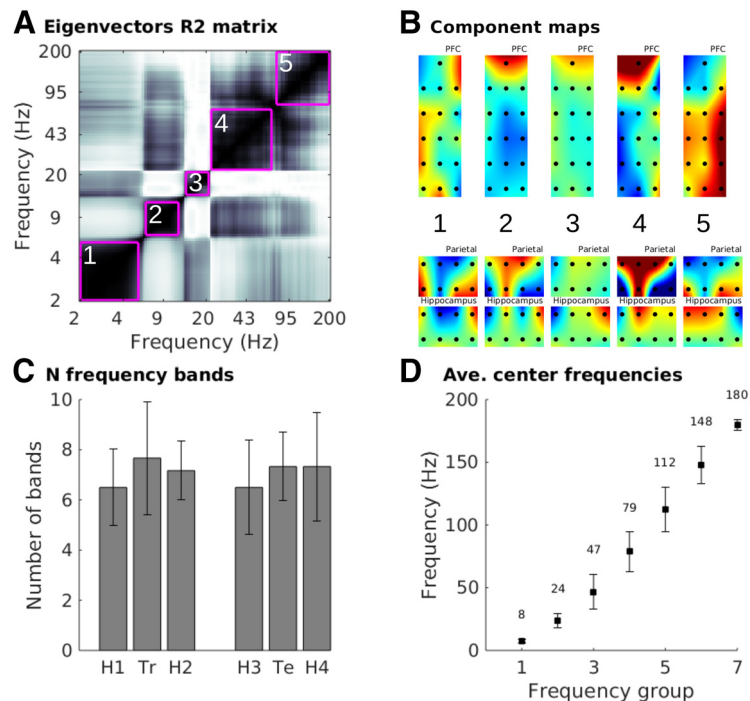 A Eigenvectors R2 matrix
200
95
43
20
9
4
2
Frequency (Hz)
1
2
3
4
5
2 4 9 20 43 95 200
Frequency (Hz)
B Component maps
PFC PFC PFC PFC PFC
1 2 3 4 5
Parietal Parietal Parietal Parietal Parietal
Hippocampus Hippocampus Hippocampus Hippocampus Hippocampus
C N frequency bands
10
8
6
4
2
0
Number of bands
H1 Tr H2 H3 Te H4
D Ave. center frequencies
200
150
100
50
0
Frequency (Hz)
8
24
47
79
112
148
180
1 3 5 7
Frequency group